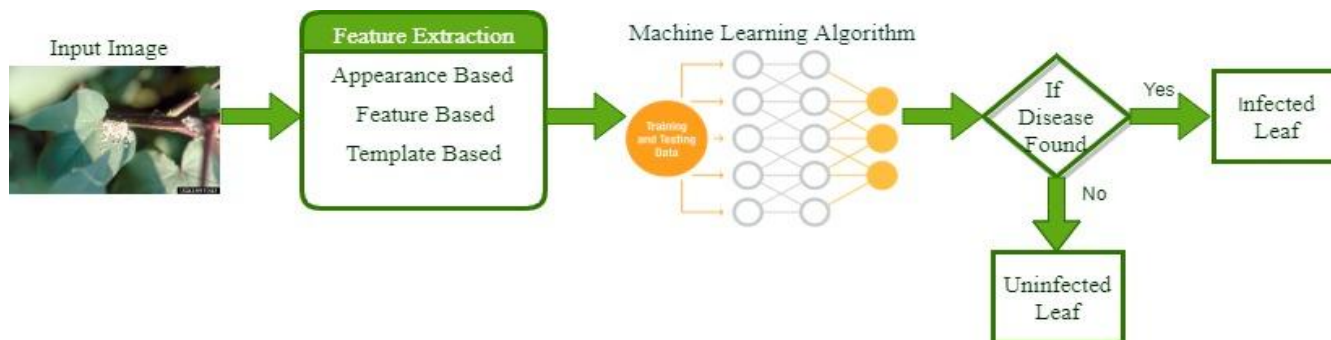 Input Image
Feature Extraction
Appearance Based
Feature Based
Template Based
Machine Learning Algorithm
Training
and Testing
Data
If
Disease
Found
Yes
Infected
Leaf
No
Uninfected
Leaf